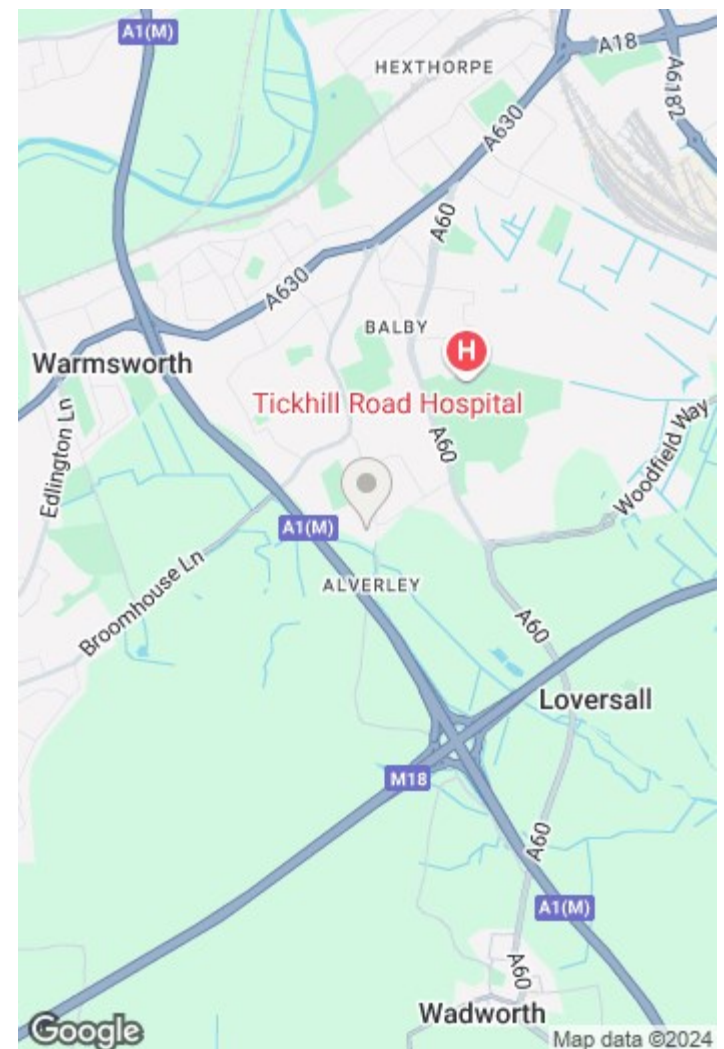 A1(M)
A18
HEXTHORPE
A6182
A630
A60
A630
BALBY
H
Warmsworth
Tickhill Road Hospital
Edlington Ln
A60
Woodfield Way
A1(M)
Broomhouse Ln
ALVERLEY
A60
Loversall
M18
A60
A1(M)
A60
Wadworth
Google
Map data ©2024